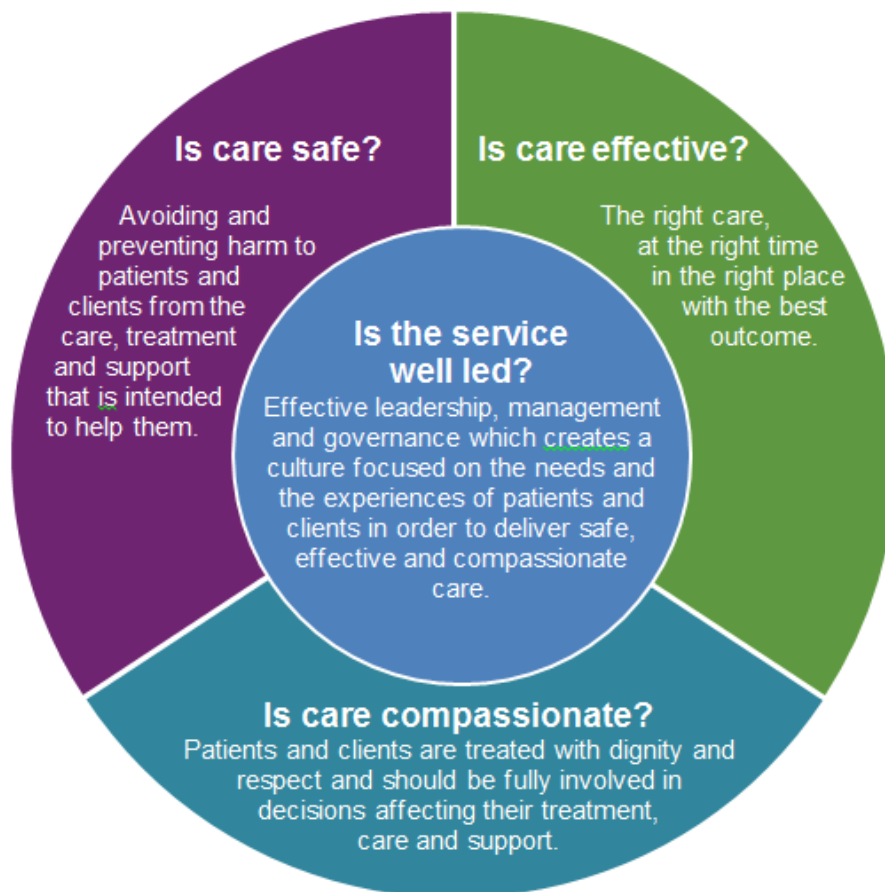 Is care safe?
Avoiding and
preventing harm to
patients and
clients from the
care, treatment
and support
that is intended
to help them.
Is care effective?
The right care,
at the right time
in the right place
with the best
outcome.
Is the service
well led?
Effective leadership, management
and governance which creates a
culture focused on the needs and
the experiences of patients and
clients in order to deliver safe,
effective and compassionate
care.
Is care compassionate?
Patients and clients are treated with dignity and
respect and should be fully involved in
decisions affecting their treatment,
care and support.